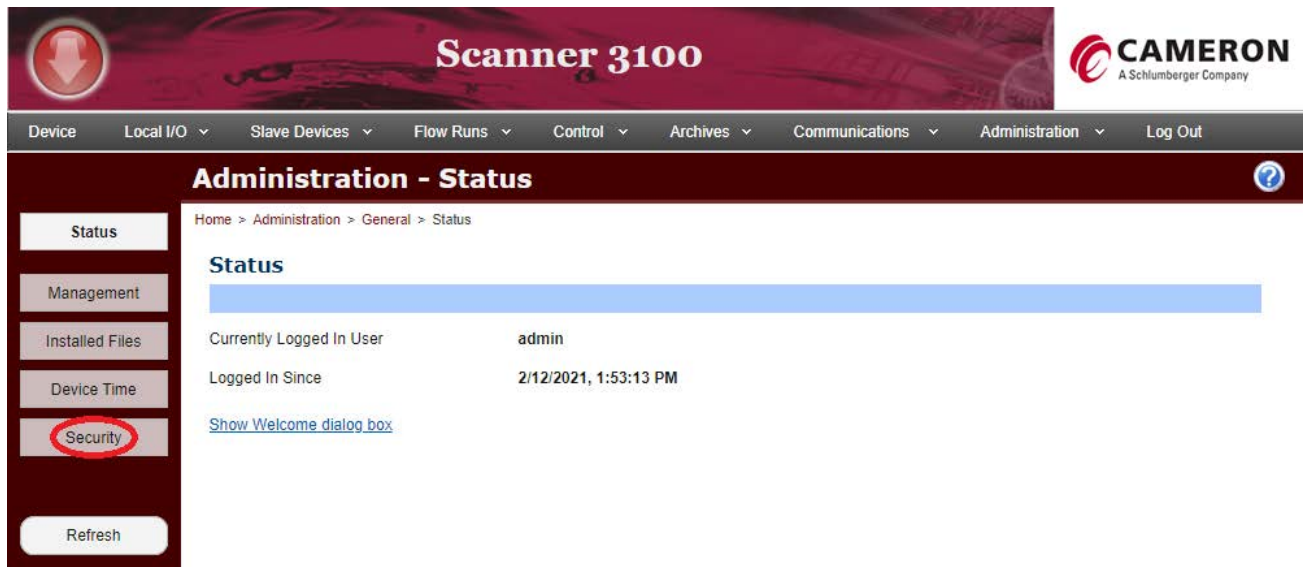 Scanner 3100
CAMERON
A Schlumberger Company
Device Local I/O Slave Devices Flow Runs Control Archives Communications Administration Log Out
Administration - Status
?
Home > Administration > General > Status
Status
Management
Installed Files
Device Time
Security
Refresh
Status
Currently Logged In User admin
Logged In Since 2/12/2021, 1:53:13 PM
Show Welcome dialog box